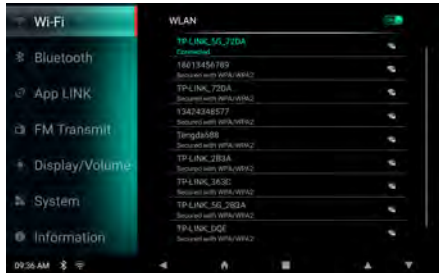 Wi-Fi
Bluetooth
App LINK
FM Transmit
Display/Volume
System
Information
09:36 AM
WLAN
TP-LINK_5G_720A
Connected
18613456789
Secured with WPA/WPA2
TP-LINK_720A
Secured with WPA/WPA2
13424348577
Secured with WPA/WPA2
Tengda588
Secured with WPA/WPA2
TP-LINK_2B3A
Secured with WPA/WPA2
TP-LINK_363C
Secured with WPA/WPA2
TP-LINK_5G_2B3A
Secured with WPA/WPA2
TP-LINK_DQE
Secured with WPA/WPA2